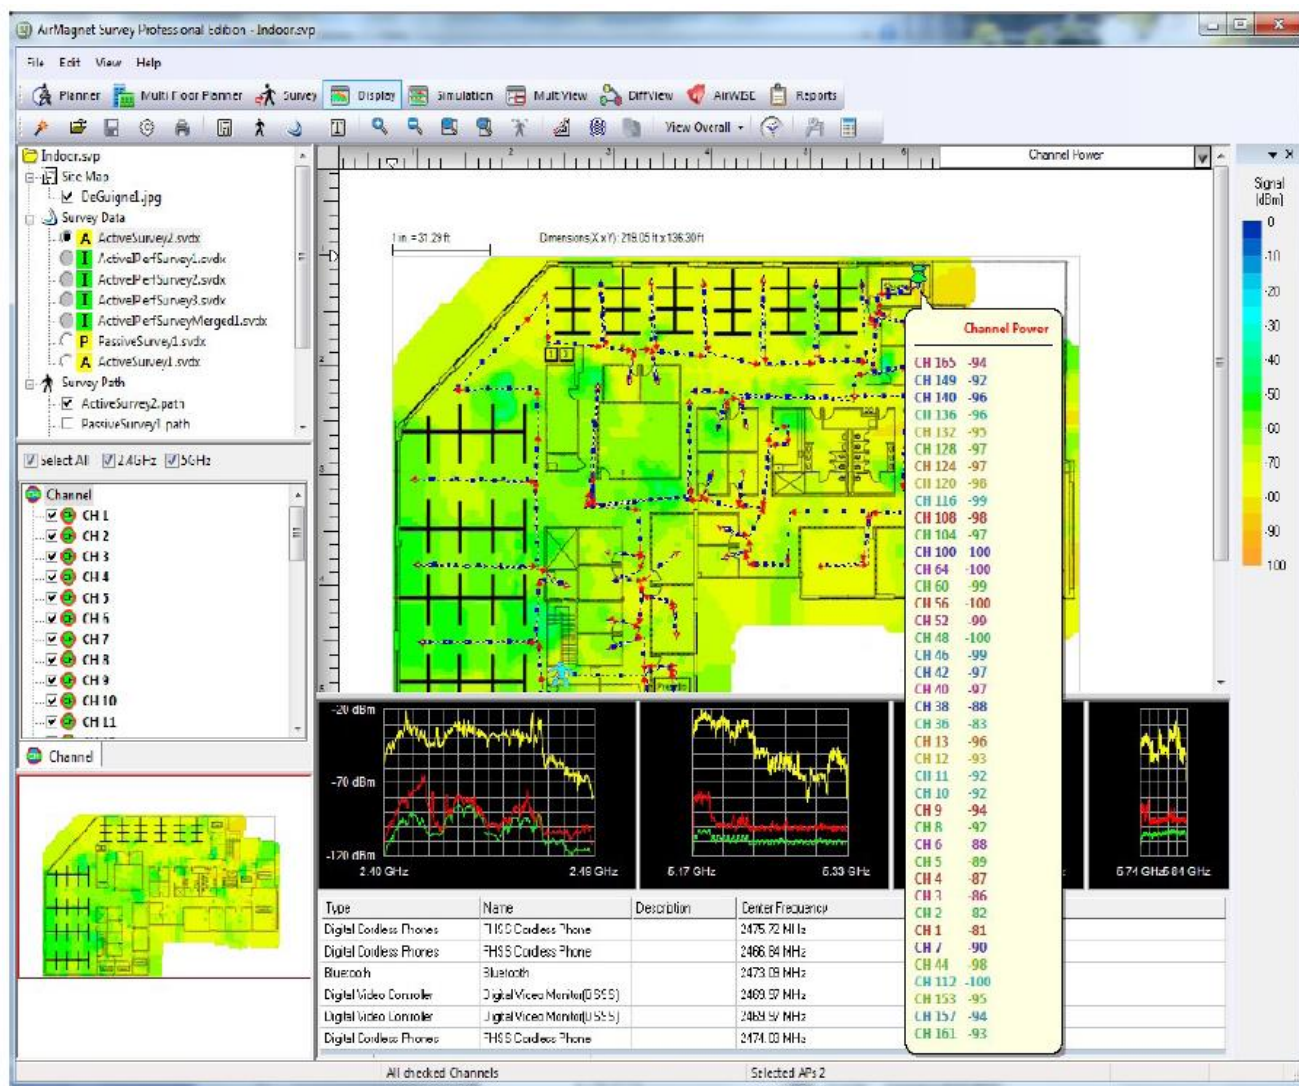 AirMagnet Survey Professional Edition - Indoor.svp
File Edit View Help
Planner Multi Floor Planner Survey Display Simulation MultiView DiffView AirWISE Reports
View Overall
Indoor.svp
Site Map
DeGuigne1.jpg
Survey Data
A ActiveSurvey2.svdx
I ActiveIPerfSurvey1.svdx
I ActiveIPerfSurvey2.svdx
I ActiveIPerfSurvey3.svdx
I ActiveIPerfSurveyMerged1.svdx
P PassiveSurvey1.svdx
A ActiveSurvey1.svdx
Survey Path
ActiveSurvey2.path
PassiveSurvey1.path
Select All 2.4GHz 5GHz
Channel
CH 1
CH 2
CH 3
CH 4
CH 5
CH 6
CH 7
CH 8
CH 9
CH 10
CH 11
Channel
Channel Power
1 in. = 31.29 ft Dimensions(X x Y): 218.05 ft x 136.30 ft
Signal
(dBm)
0
-10
-20
-30
-40
-50
-60
-70
-80
-90
100
Channel Power
CH 165 -94
CH 149 -92
CH 140 -96
CH 136 -96
CH 132 -95
CH 128 -97
CH 124 -97
CH 120 -98
CH 116 -99
CH 108 -98
CH 104 -97
CH 100 100
CH 64 -100
CH 60 -99
CH 56 -100
CH 52 -99
CH 48 -100
CH 46 -99
CH 42 -97
CH 40 -97
CH 38 -88
CH 36 -83
CH 13 -96
CH 12 -93
CH 11 -92
CH 10 -92
CH 9 -94
CH 8 -92
CH 6 88
CH 5 -89
CH 4 -87
CH 3 -86
CH 2 82
CH 1 -81
CH 7 -90
CH 44 -98
CH 112 -100
CH 153 -95
CH 157 -94
CH 161 -93
-20 dBm
-70 dBm
-120 dBm
2.40 GHz 2.48 GHz 5.17 GHz 5.33 GHz 5.74 GHz 5.84 GHz
Type Name Description Center Frequency
Digital Cordless Phones FHSS Cordless Phone 2475.72 MHz
Digital Cordless Phones FHSS Cordless Phone 2466.64 MHz
Bluetooth Bluetooth 2473.09 MHz
Digital Video Controller Digital Video Monitor(DSSS) 2469.97 MHz
Digital Video Controller Digital Video Monitor(DSSS) 2469.97 MHz
Digital Cordless Phones FHSS Cordless Phone 2474.03 MHz
All checked Channels Selected APs 2